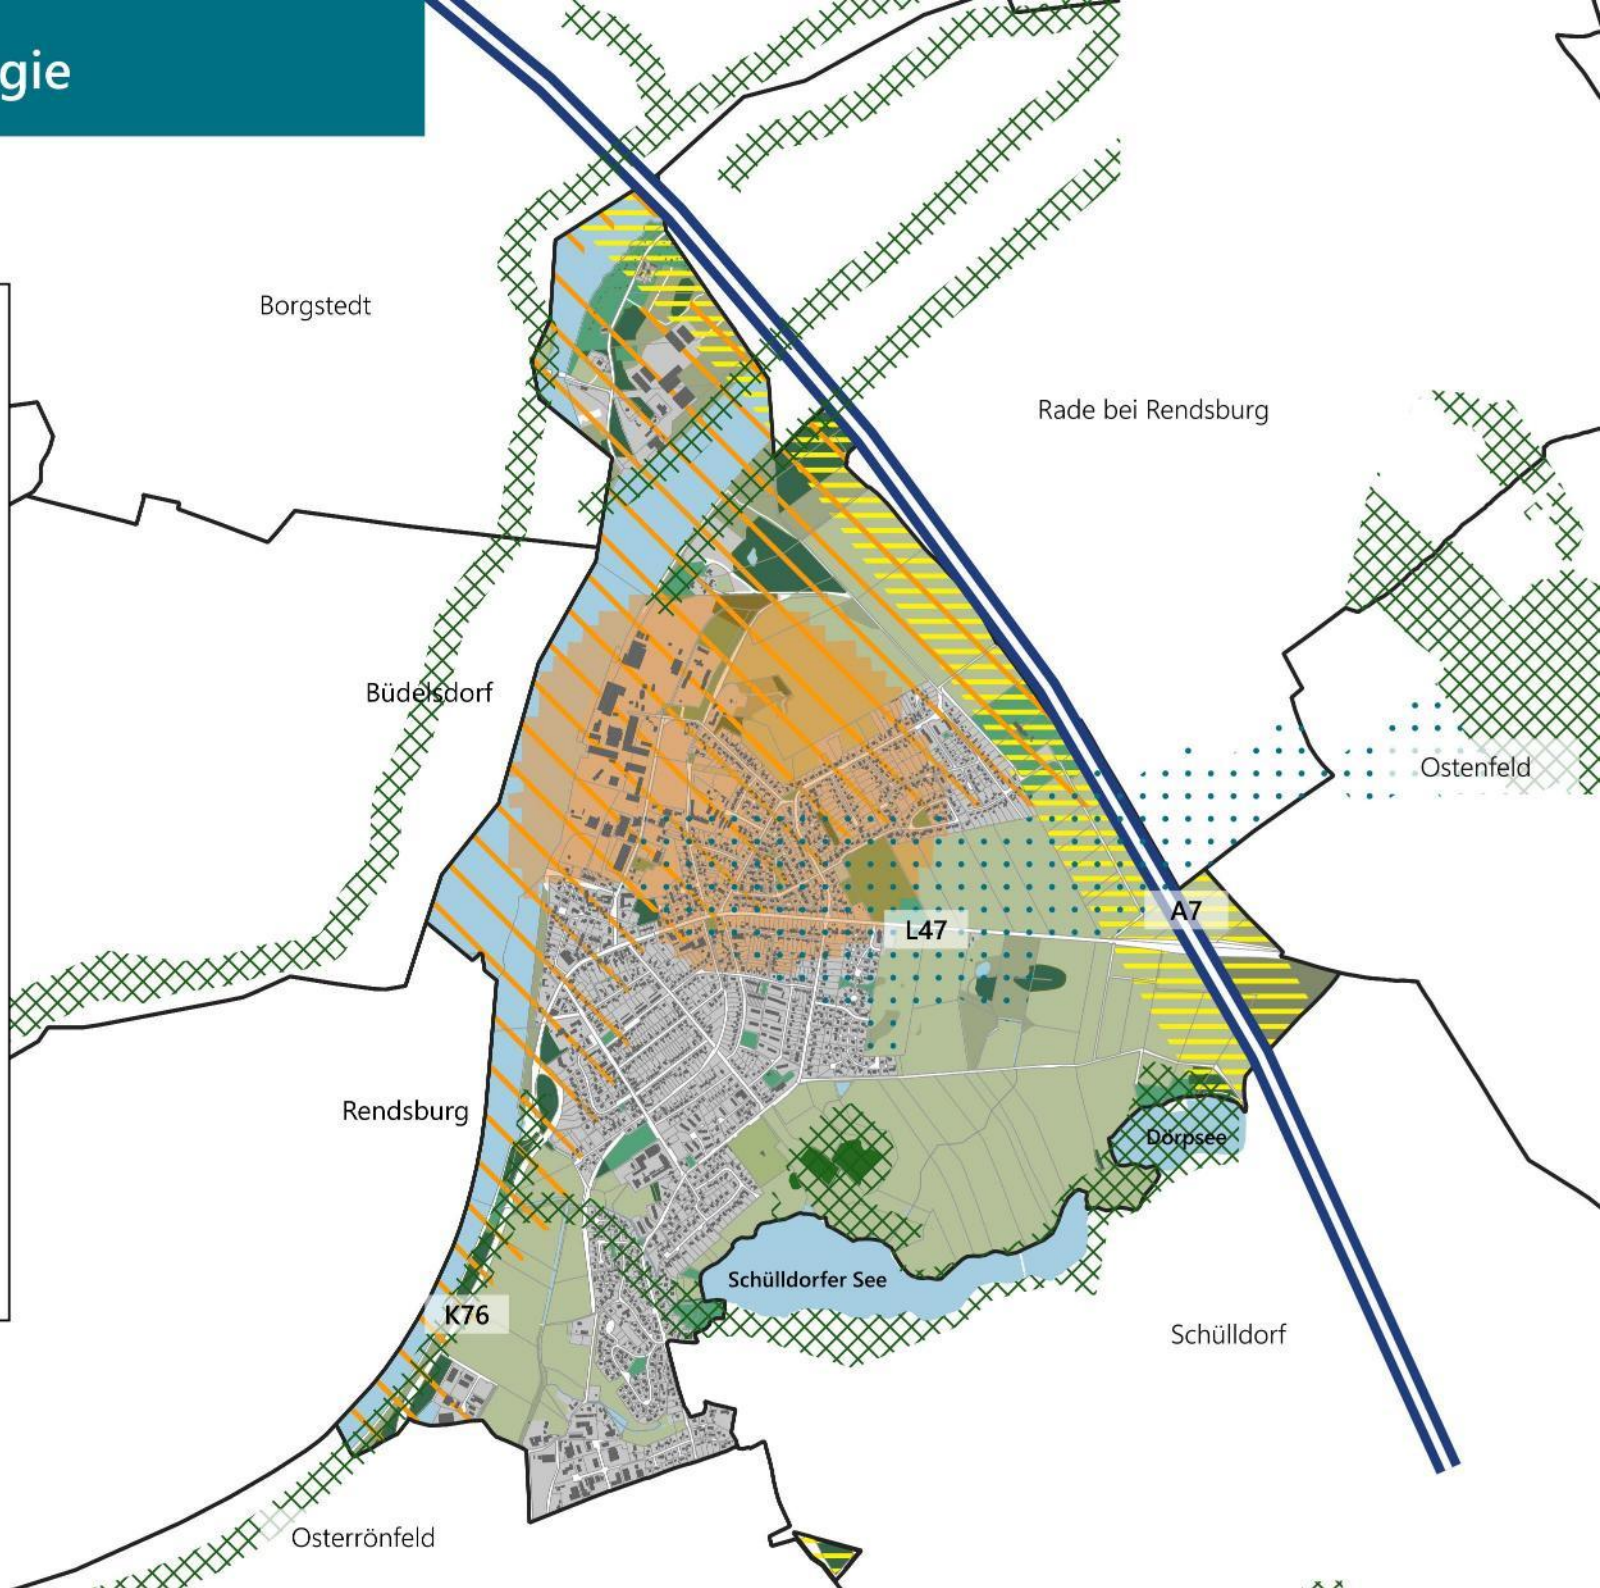 gie
Borgstedt
Rade bei Rendsburg
Büdelsdorf
Ostenfeld
A7
L47
Rendsburg
Dörpsee
Schülldorfer See
K76
Schülldorf
Osterrönfeld